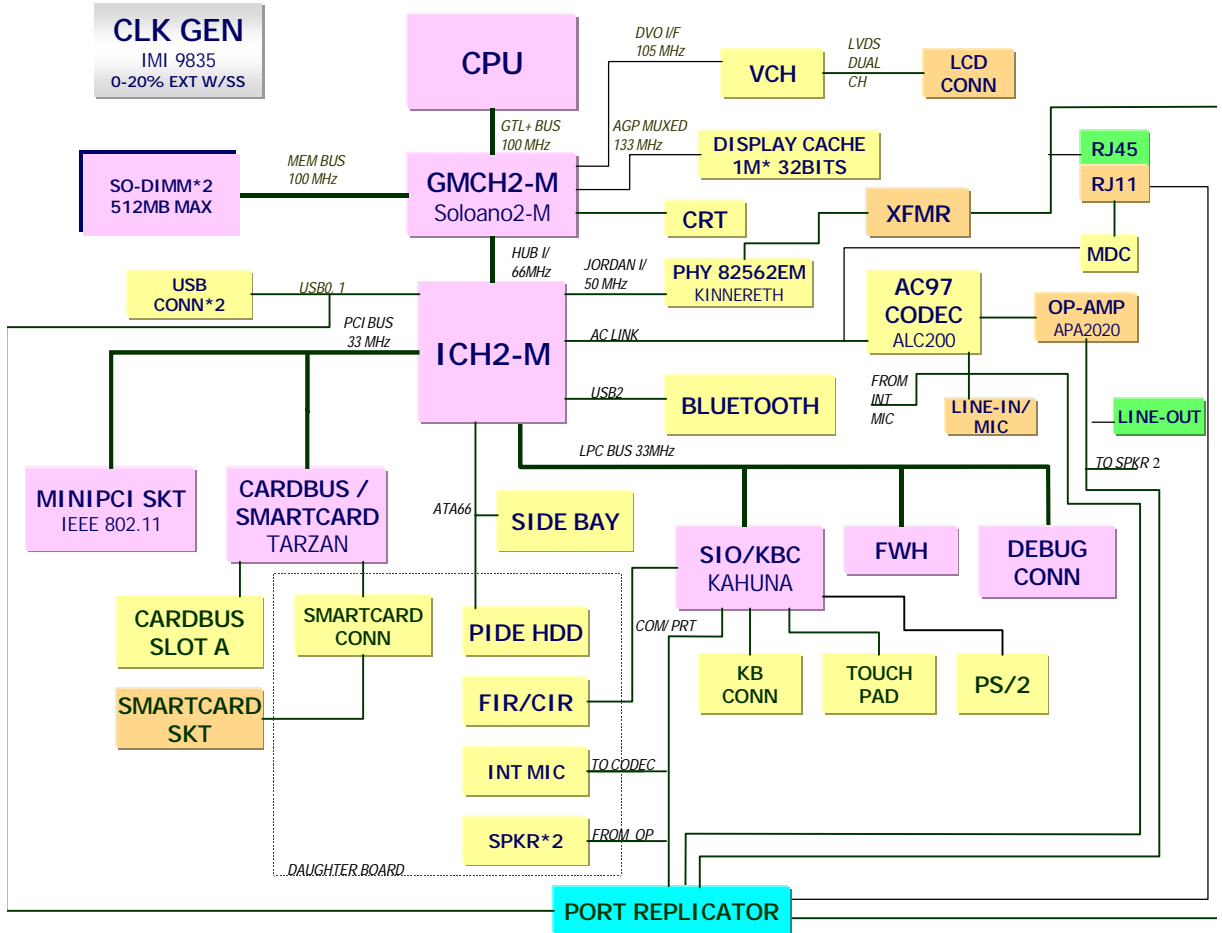 CLK GEN
IMI 9835
0-20% EXT W/SS
CPU
DVO I/F
105 MHz
VCH
LVDS
DUAL
CH
LCD
CONN
GTL+ BUS
100 MHz
AGP MUXED
133 MHz
DISPLAY CACHE
1M* 32BITS
RJ45
RJ11
SO-DIMM*2
512MB MAX
MEM BUS
100 MHz
GMCH2-M
Soloano2-M
CRT
XFMR
MDC
HUB I/
66MHz
JORDAN I/
50 MHz
PHY 82562EM
KINNERETH
USB
CONN*2
USB0, 1
AC97
CODEC
ALC200
OP-AMP
APA2020
PCI BUS
33 MHz
ICH2-M
AC LINK
FROM
INT
MIC
USB2
BLUETOOTH
LINE-IN/
MIC
LINE-OUT
LPC BUS 33MHz
TO SPKR 2
MINIPCI SKT
IEEE 802.11
CARDBUS /
SMARTCARD
TARZAN
ATA66
SIDE BAY
SIO/KBC
KAHUNA
FWH
DEBUG
CONN
CARDBUS
SLOT A
SMARTCARD
CONN
PIDE HDD
COM/ PRT
KB
CONN
TOUCH
PAD
PS/2
SMARTCARD
SKT
FIR/CIR
INT MIC
TO CODEC
SPKR*2
FROM OP
DAUGHTER BOARD
PORT REPLICATOR